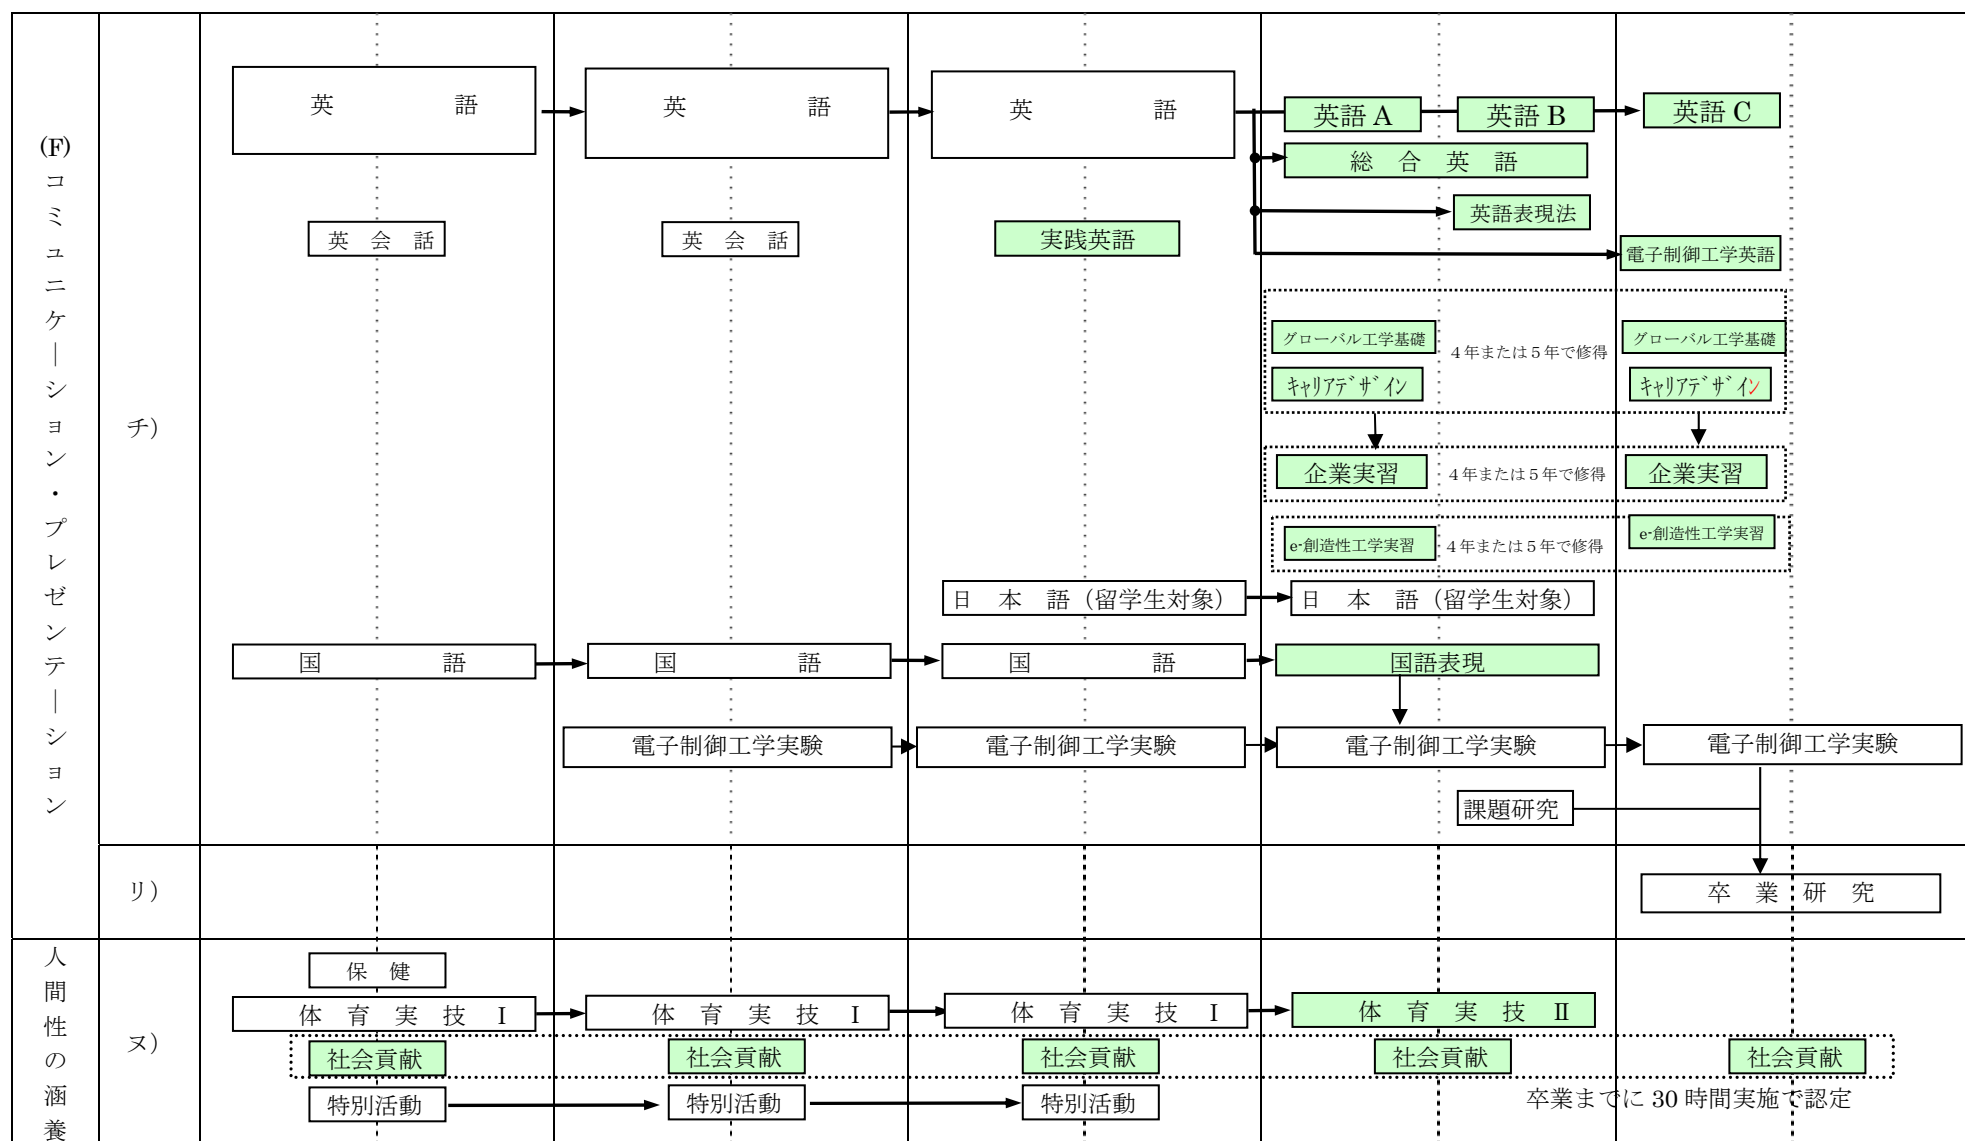 (F)コミュニケ―ション・プレゼンテ―ション
チ）
英　語
英　語
英　語
英語 A
英語 B
英語 C
総　合　英　語
英語表現法
英　会　話
英　会　話
実践英語
電子制御工学英語
グローバル工学基礎
４年または５年で修得
グローバル工学基礎
ｷｬﾘｱﾃﾞｻﾞｲﾝ
ｷｬﾘｱﾃﾞｻﾞｲﾝ
企業実習
４年または５年で修得
企業実習
e-創造性工学実習
４年または５年で修得
e-創造性工学実習
日　本　語（留学生対象）
日　本　語（留学生対象）
国　語
国　語
国　語
国語表現
電子制御工学実験
電子制御工学実験
電子制御工学実験
電子制御工学実験
課題研究
リ）
卒　業　研　究
人間性の涵養
ヌ）
保　健
体　育　実　技　Ⅰ
体　育　実　技　Ⅰ
体　育　実　技　Ⅰ
体　育　実　技　Ⅱ
社会貢献
社会貢献
社会貢献
社会貢献
社会貢献
特別活動
特別活動
特別活動
卒業までに 30 時間実施で認定